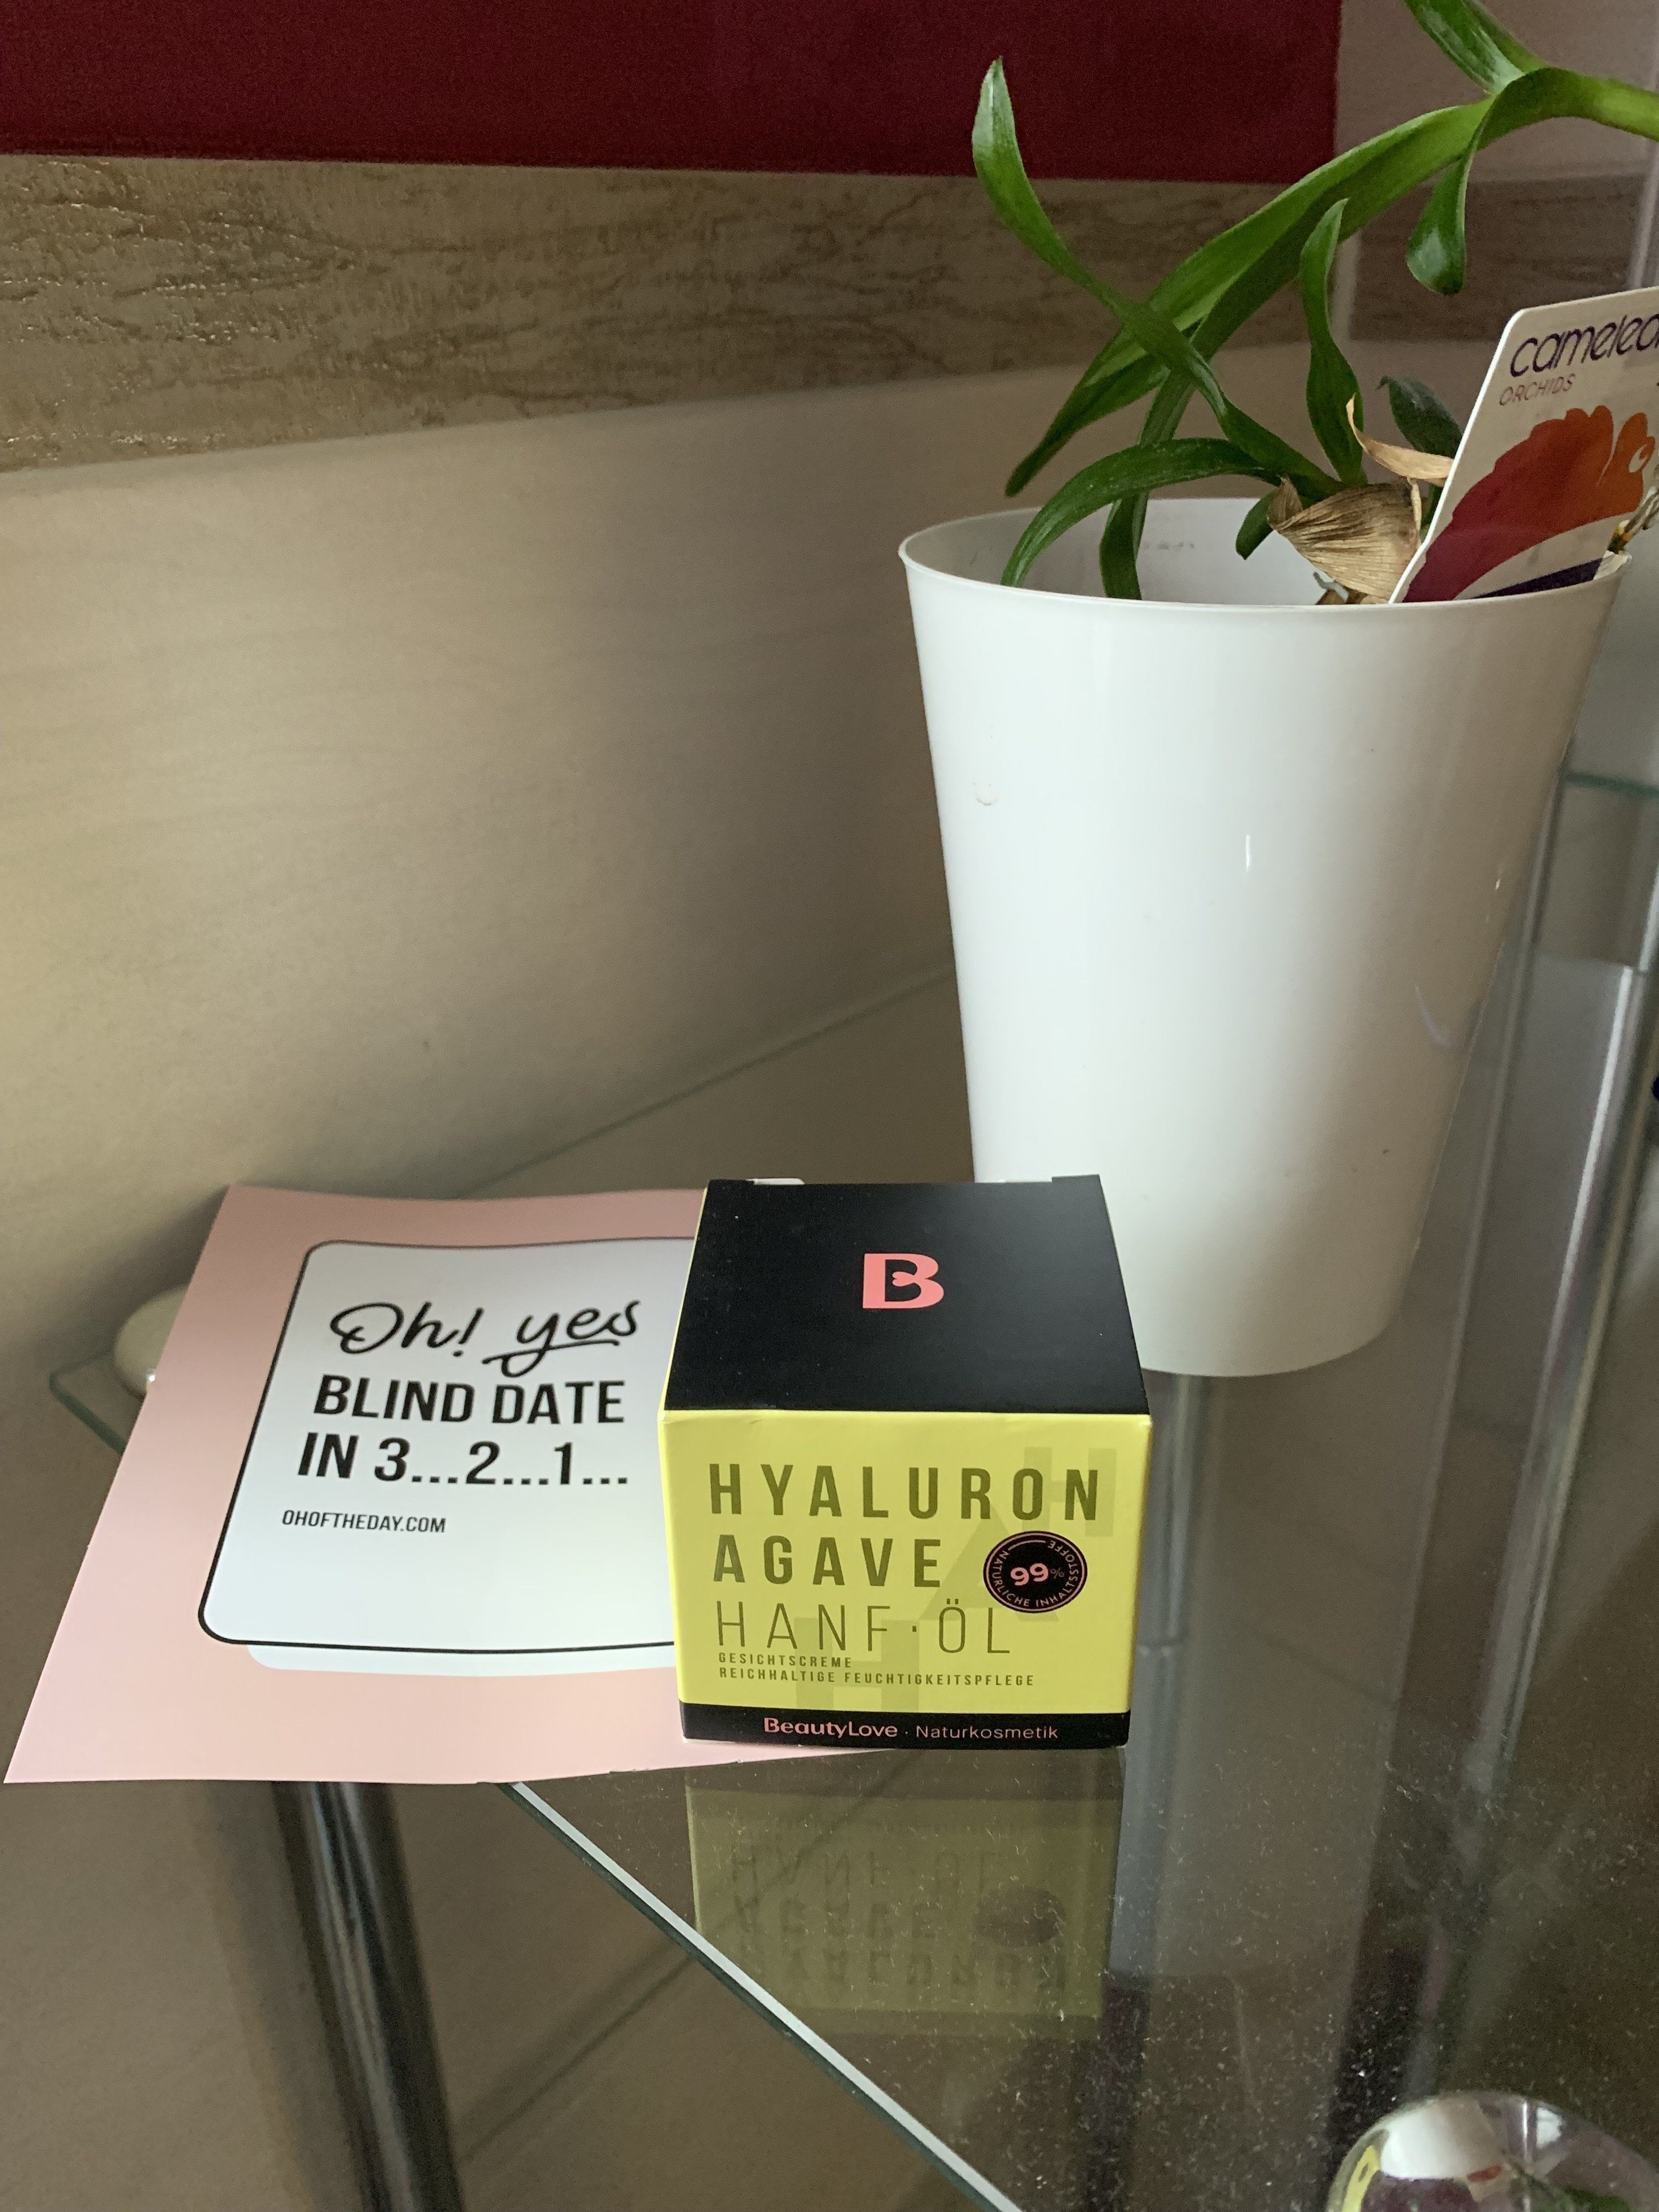 camelea
ORCHIDS
Oh! yes
BLIND DATE
IN 3...2...1...
OHOFTHEDAY.COM
B
HYALURON
AGAVE
HANF·ÖL
99%
NATÜRLICHE INHALTSSTOFFE
GESICHTSCREME
REICHHALTIGE FEUCHTIGKEITSPFLEGE
BeautyLove · Naturkosmetik